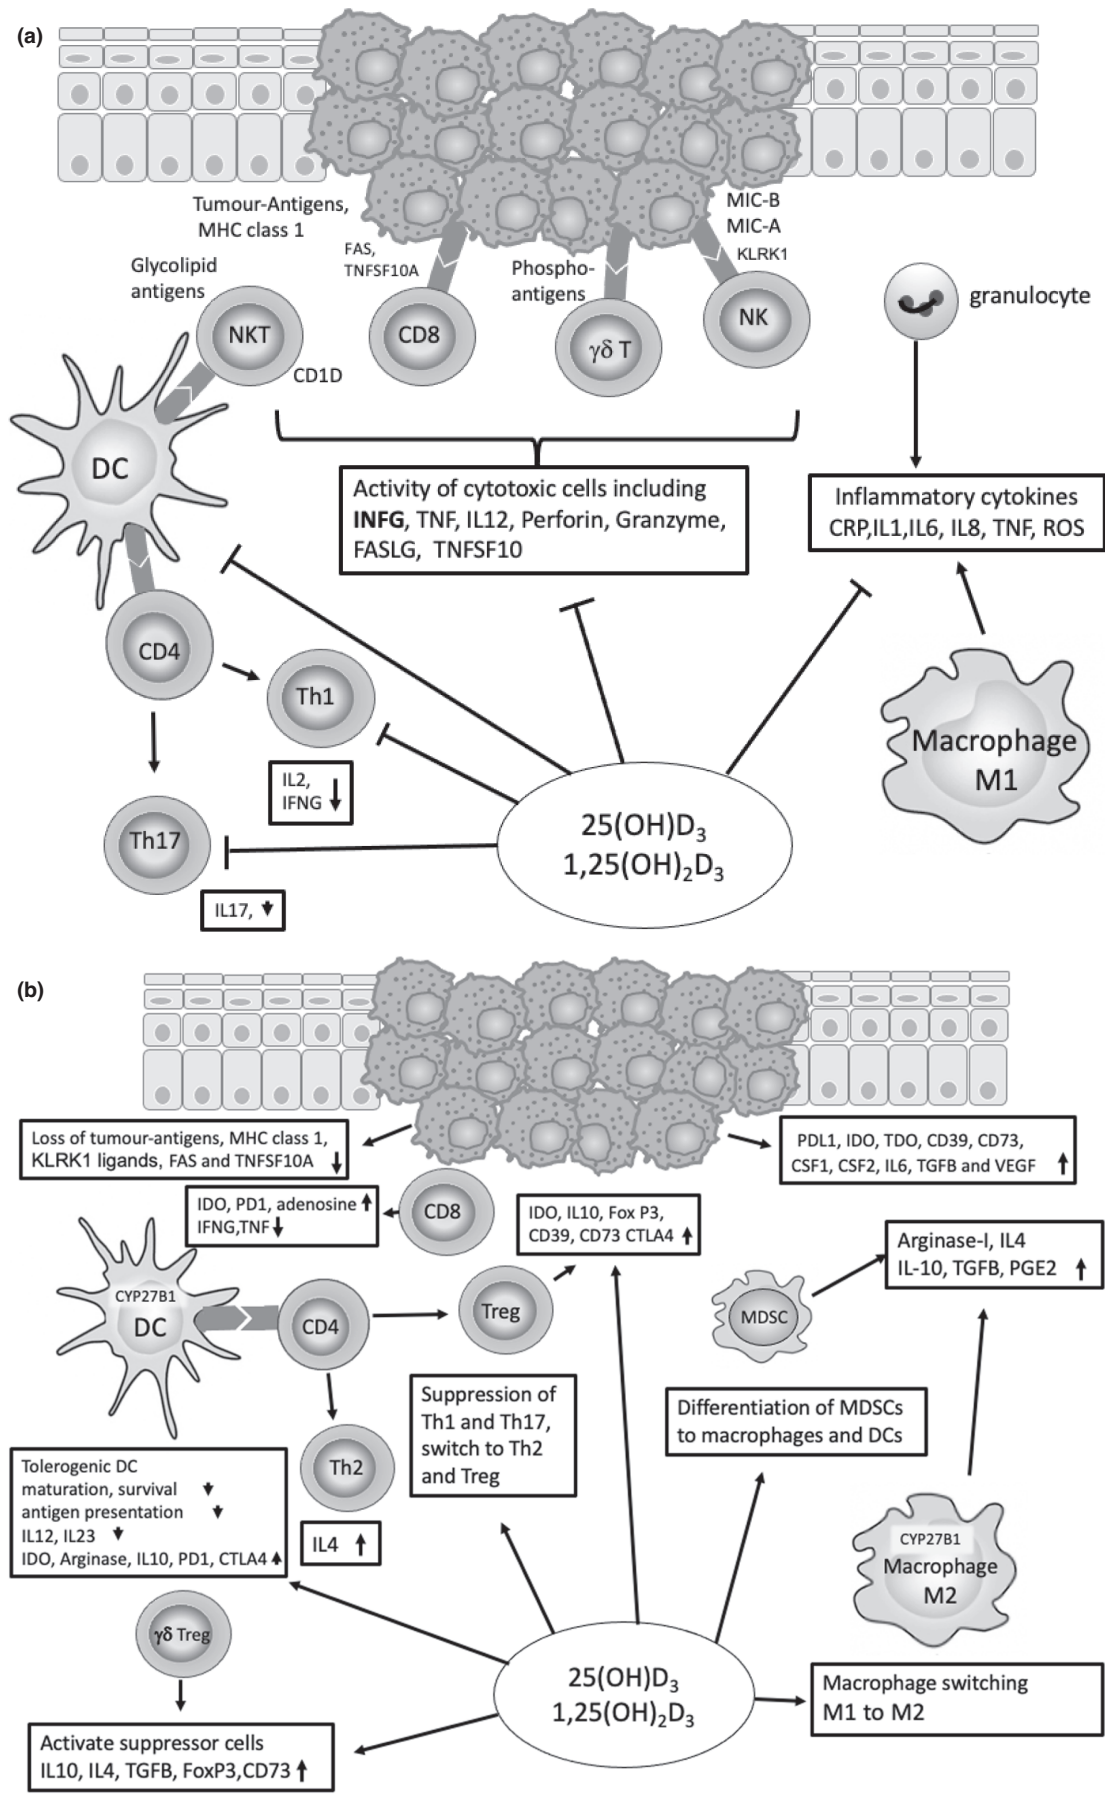 (a)
Tumour-Antigens,
MHC class 1
MIC-B
MIC-A
KLRK1
FAS,
TNFSF10A
Phospho-
antigens
Glycolipid
antigens
NKT
CD1D
CD8
γδ T
NK
granulocyte
DC
Activity of cytotoxic cells including
INFG, TNF, IL12, Perforin, Granzyme,
FASLG, TNFSF10
Inflammatory cytokines
CRP,IL1,IL6, IL8, TNF, ROS
CD4
Th1
IL2,
IFNG
Macrophage
M1
Th17
IL17,
25(OH)D₃
1,25(OH)₂D₃
(b)
Loss of tumour-antigens, MHC class 1,
KLRK1 ligands, FAS and TNFSF10A
PDL1, IDO, TDO, CD39, CD73,
CSF1, CSF2, IL6, TGFB and VEGF
IDO, PD1, adenosine
IFNG,TNF
CD8
IDO, IL10, Fox P3,
CD39, CD73 CTLA4
Arginase-I, IL4
IL-10, TGFB, PGE2
CYP27B1
DC
CD4
Treg
MDSC
Suppression of
Th1 and Th17,
switch to Th2
and Treg
Differentiation of MDSCs
to macrophages and DCs
Th2
IL4
Tolerogenic DC
maturation, survival
antigen presentation
IL12, IL23
IDO, Arginase, IL10, PD1, CTLA4
CYP27B1
Macrophage
M2
γδ Treg
25(OH)D₃
1,25(OH)₂D₃
Macrophage switching
M1 to M2
Activate suppressor cells
IL10, IL4, TGFB, FoxP3,CD73